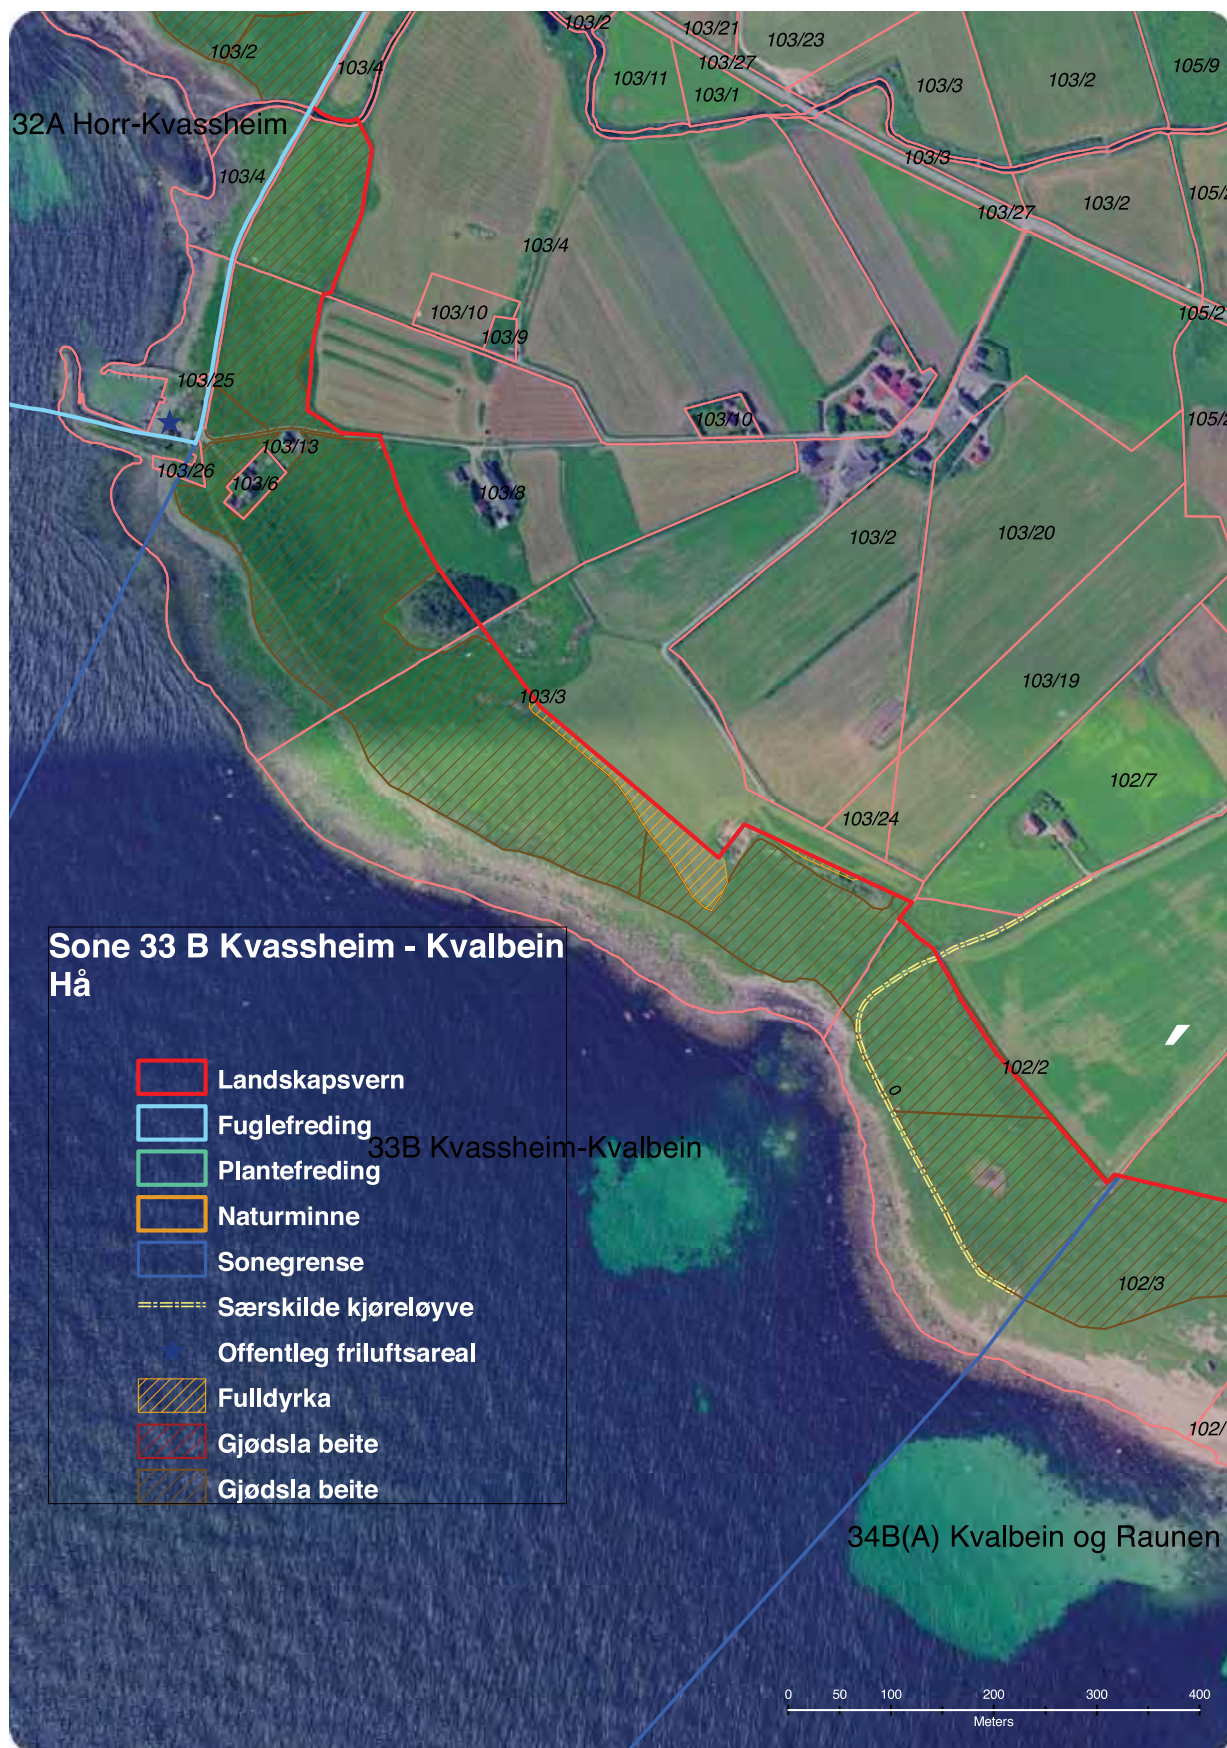 103/2
103/2
103/4
103/21
103/23
103/27
103/11
103/1
103/3
103/2
105/9
32A Horr-Kvassheim
103/4
103/3
103/27
103/2
103/4
103/10
103/9
105/2
103/25
103/10
103/13
103/26
103/6
103/8
103/2
103/20
103/3
103/19
102/7
103/24
Sone 33 B Kvassheim - Kvalbein
Hå
Landskapsvern
Fuglefreding
Plantefreding
Naturminne
Sonegrense
Særskilde kjøreløyve
Offentleg friluftsareal
Fulldyrka
Gjødsla beite
Gjødsla beite
33B Kvassheim-Kvalbein
102/2
0
102/3
102/
34B(A) Kvalbein og Raunen
0 50 100 200 300 400
Meters